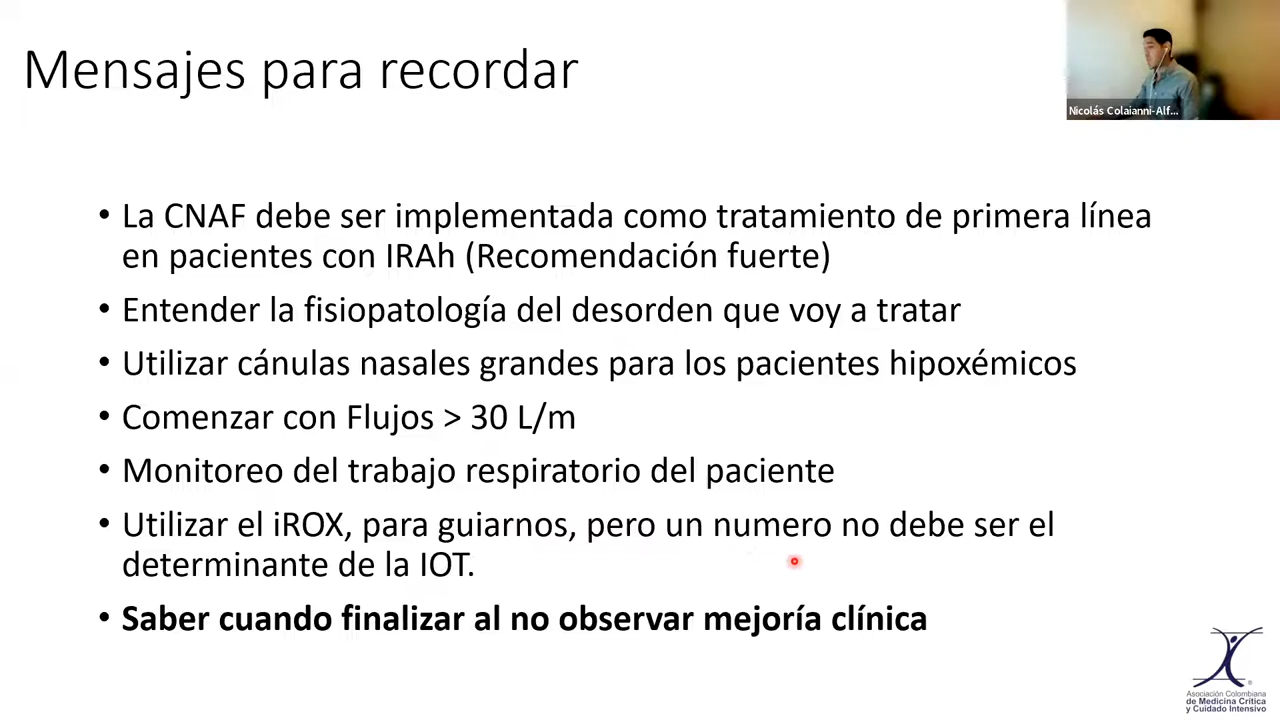 Mensajes para recordar
Nicolás Colaianni-Alf...
• La CNAF debe ser implementada como tratamiento de primera línea
en pacientes con IRAh (Recomendación fuerte)
• Entender la fisiopatología del desorden que voy a tratar
• Utilizar cánulas nasales grandes para los pacientes hipoxémicos
• Comenzar con Flujos > 30 L/m
• Monitoreo del trabajo respiratorio del paciente
• Utilizar el iROX, para guiarnos, pero un numero no debe ser el
determinante de la IOT.
• Saber cuando finalizar al no observar mejoría clínica
Asociación Colombiana
de Medicina Crítica
y Cuidado Intensivo